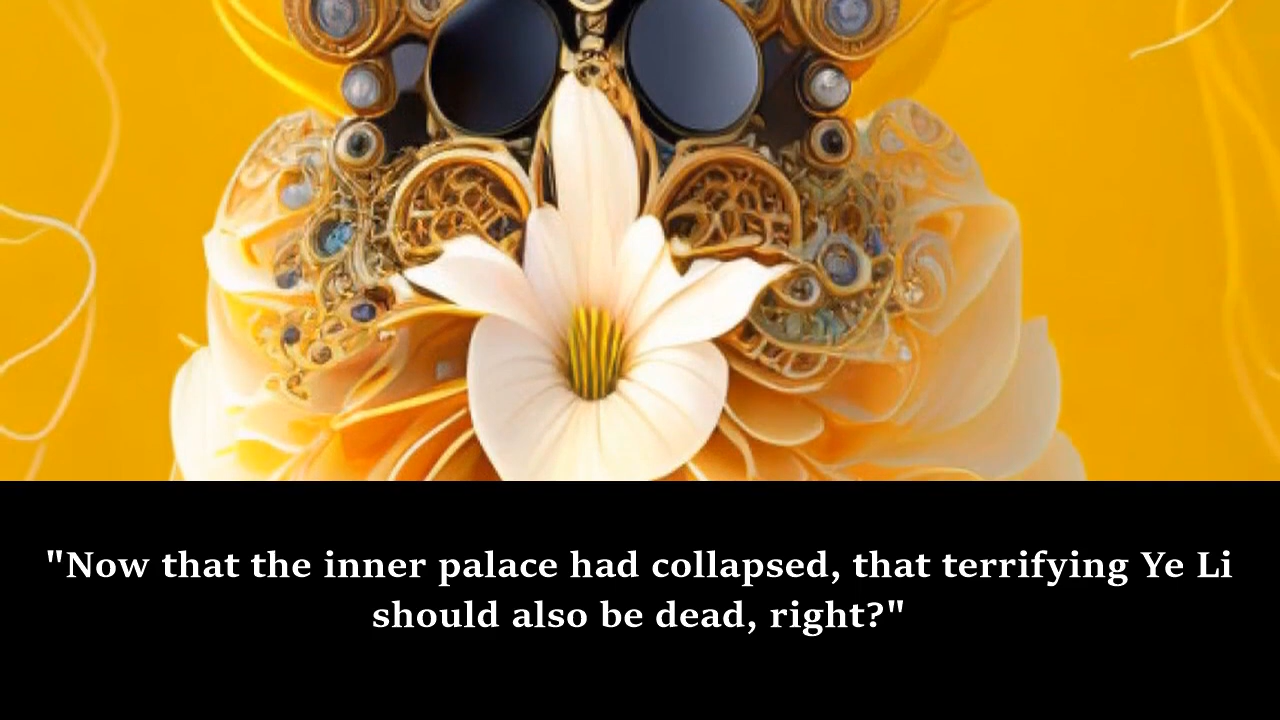 "Now that the inner palace had collapsed, that terrifying Ye Li
should also be dead, right?"